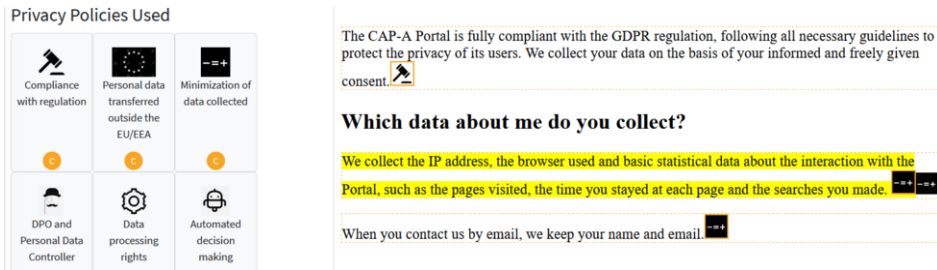 Privacy Policies Used
Compliance
with regulation
C
Personal data
transferred
outside the
EU/EEA
C
-=+
Minimization of
data collected
C
DPO and
Personal Data
Controller
Data
processing
rights
Automated
decision
making
The CAP-A Portal is fully compliant with the GDPR regulation, following all necessary guidelines to
protect the privacy of its users. We collect your data on the basis of your informed and freely given
consent.
Which data about me do you collect?
We collect the IP address, the browser used and basic statistical data about the interaction with the
Portal, such as the pages visited, the time you stayed at each page and the searches you made. -=+ -=+
When you contact us by email, we keep your name and email. -=+